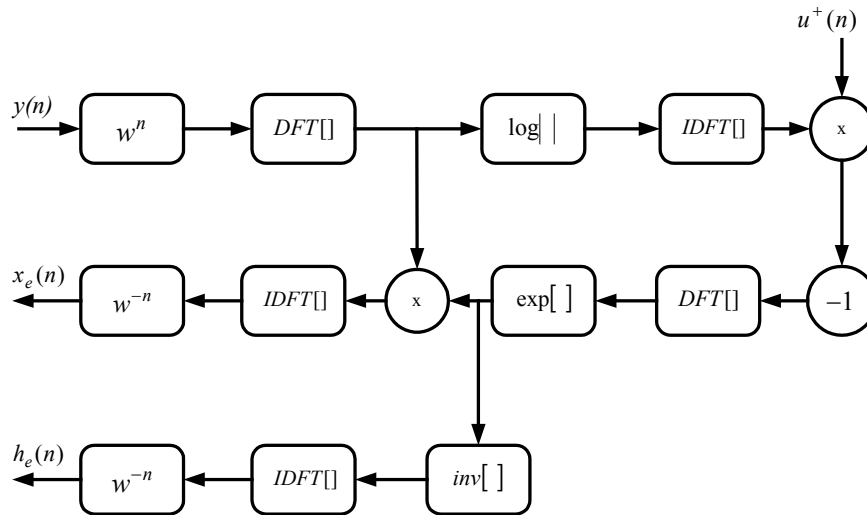 u⁺(n)
y(n)
wⁿ
DFT[]
log| |
IDFT[]
x
xₑ(n)
w⁻ⁿ
IDFT[]
x
exp[ ]
DFT[]
−1
hₑ(n)
w⁻ⁿ
IDFT[]
inv[ ]